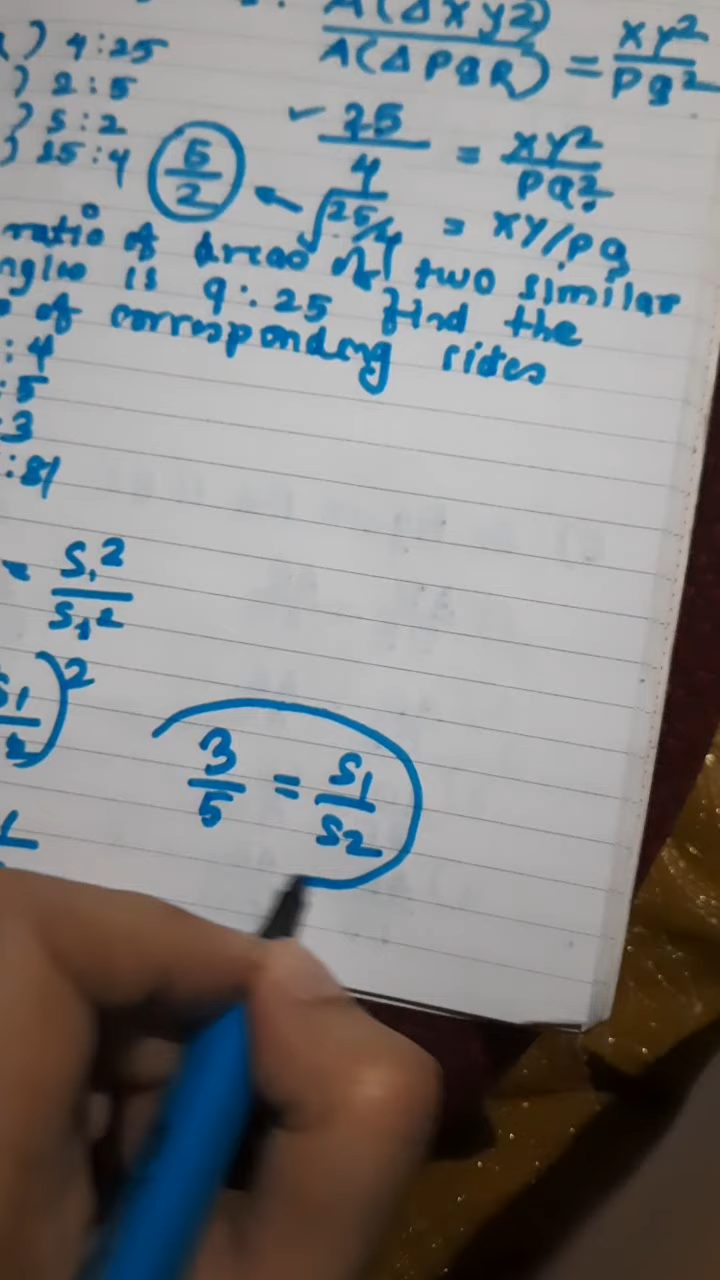 A(ΔXYZ) / A(ΔPQR) = XY² / PQ²
) 4:25
) 2:5
) 5:2
) 25:4
25/4 = XY²/PQ²
5/2 √25/4 = XY/PQ
ratio of areas of two similar
is 9:25 find the
of corresponding sides
:4
:5
:3
:81
= S₁²/S₁²
)²
3/5 = S1/S2